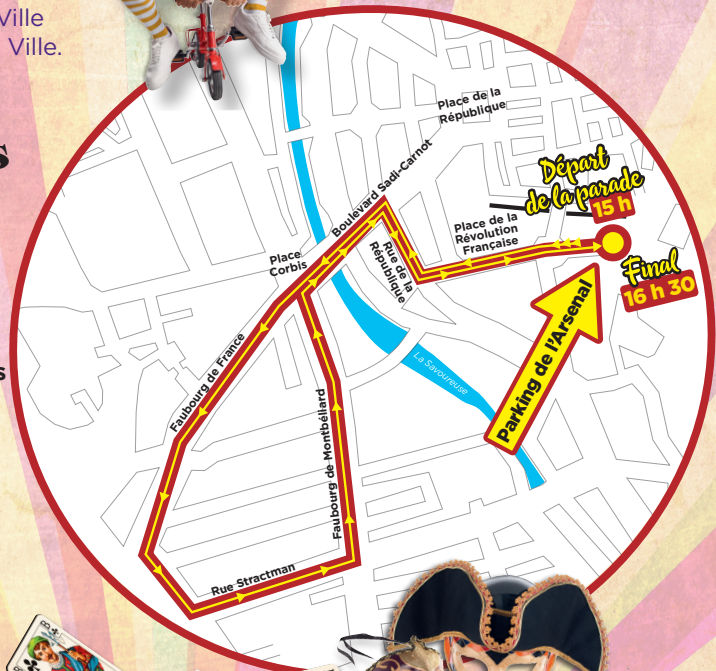 Ville
Ville.
s
Place de la
République
Départ
de la parade
15 h
Boulevard Sadi-Carnot
Place de la
Révolution
Française
Place
Corbis
Rue de la
République
Final
16 h 30
Parking de l'Arsenal
Faubourg de France
La Savoureuse
s
Faubourg de Montbéliard
Rue Stractman
8
8